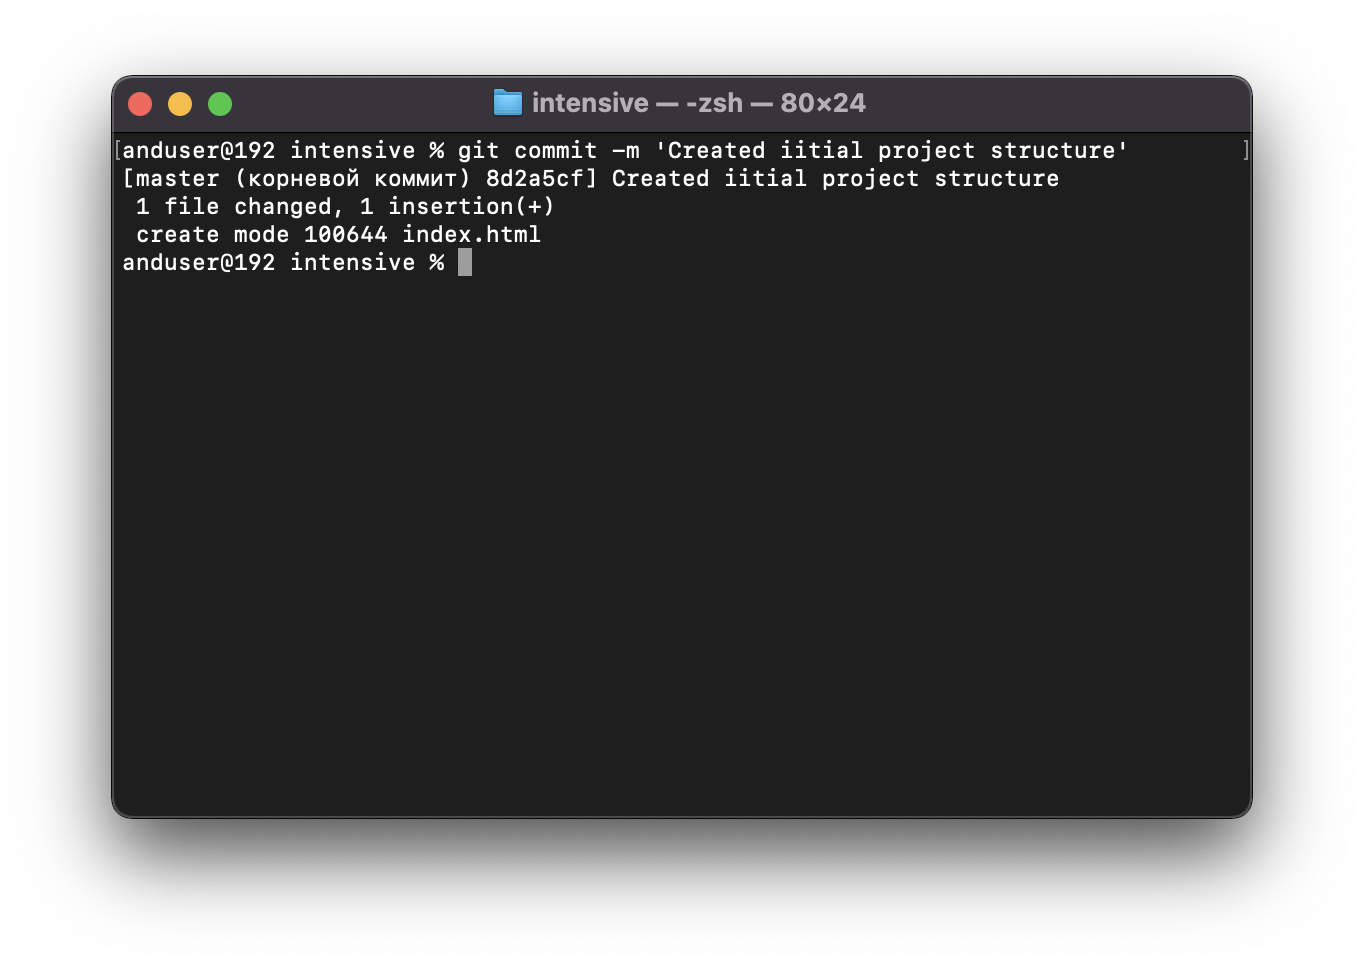 intensive — -zsh — 80×24
[anduser@192 intensive % git commit -m 'Created iitial project structure' ]
[master (корневой коммит) 8d2a5cf] Created iitial project structure
1 file changed, 1 insertion(+)
create mode 100644 index.html
anduser@192 intensive %